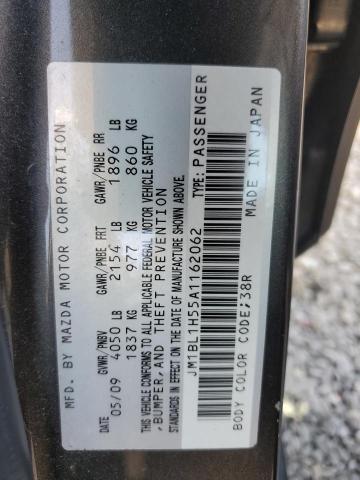 MFD. BY MAZDA MOTOR CORPORATION
GVWR/PNBV GAWR/PNBE FRT GAWR/PNBE RR
DATE 4050 LB 2154 LB 1896 LB
05/09 1837 KG 977 KG 860 KG
THIS VEHICLE CONFORMS TO ALL APPLICABLE FEDERAL MOTOR VEHICLE SAFETY
, BUMPER, AND THEFT PREVENTION
STANDARDS IN EFFECT ON THE DATE OF MANUFACTURE SHOWN ABOVE.
JM1BL1H55A1162062 TYPE: PASSENGER
BODY COLOR CODE;38R MADE IN JAPAN